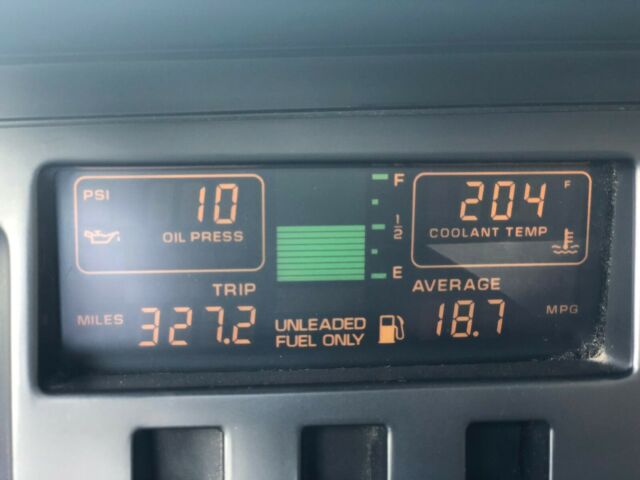 PSI 10
OIL PRESS
F
1/2
E
204 F
COOLANT TEMP
TRIP
MILES 327.2
UNLEADED
FUEL ONLY
AVERAGE
18.7 MPG